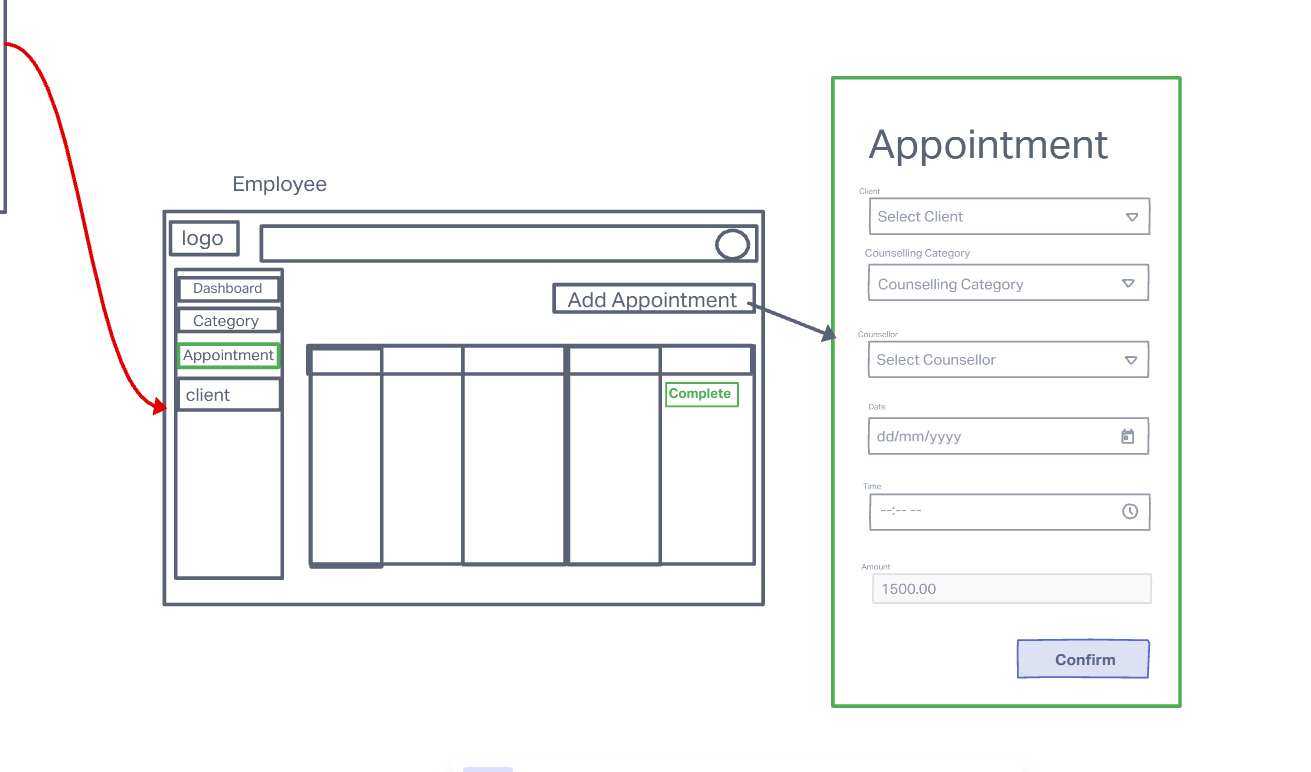 Employee
logo
Dashboard
Category
Appointment
client
Add Appointment
Complete
Appointment
Client
Select Client
Counselling Category
Counselling Category
Counsellor
Select Counsellor
Date
dd/mm/yyyy
Time
--:-- --
Amount
1500.00
Confirm